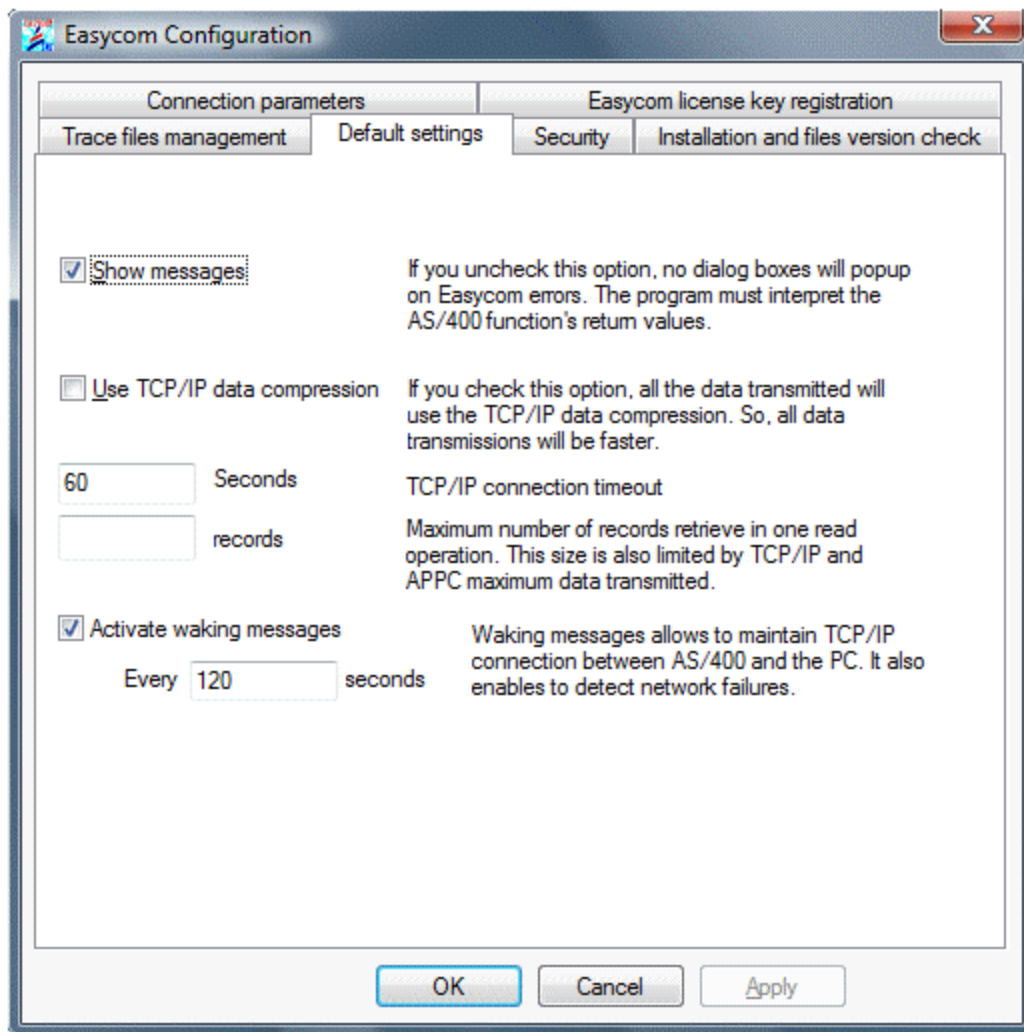 Easycom Configuration
Connection parameters
Easycom license key registration
Trace files management
Default settings
Security
Installation and files version check
Show messages
If you uncheck this option, no dialog boxes will popup
on Easycom errors. The program must interpret the
AS/400 function's return values.
Use TCP/IP data compression
If you check this option, all the data transmitted will
use the TCP/IP data compression. So, all data
transmissions will be faster.
60 Seconds
TCP/IP connection timeout
records
Maximum number of records retrieve in one read
operation. This size is also limited by TCP/IP and
APPC maximum data transmitted.
Activate waking messages
Every 120 seconds
Waking messages allows to maintain TCP/IP
connection between AS/400 and the PC. It also
enables to detect network failures.
OK
Cancel
Apply